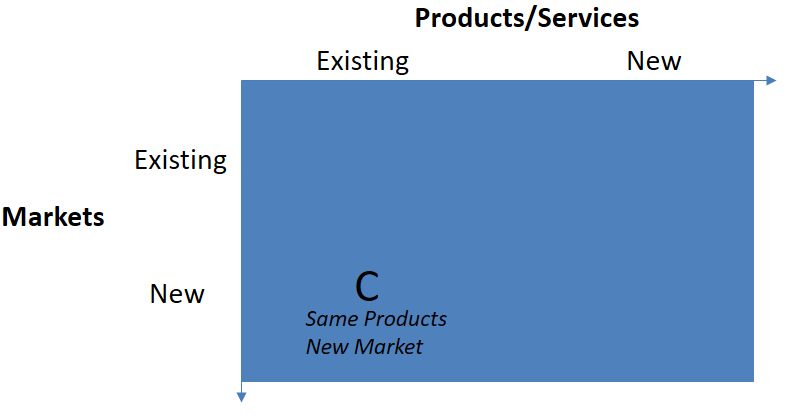 Products/Services
Existing New
Existing
Markets
New
C
Same Products
New Market